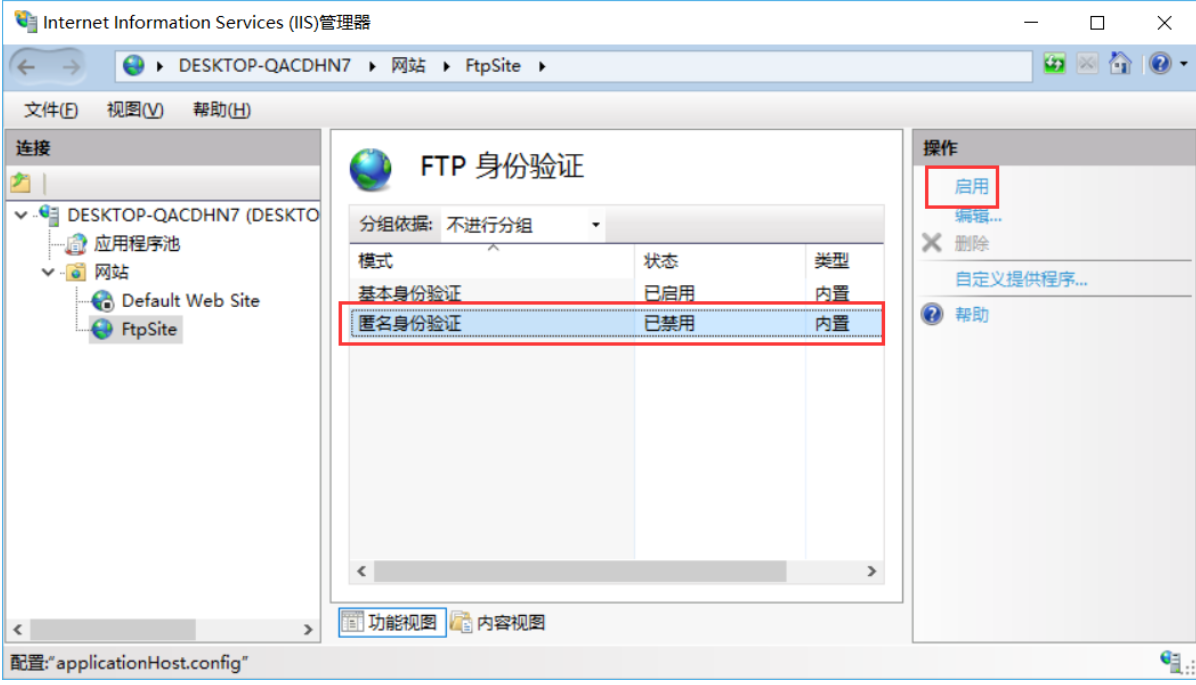 Internet Information Services (IIS)管理器
DESKTOP-QACDHN7 网站 FtpSite
文件(F) 视图(V) 帮助(H)
连接
DESKTOP-QACDHN7 (DESKTO
应用程序池
网站
Default Web Site
FtpSite
FTP 身份验证
分组依据: 不进行分组
模式 状态 类型
基本身份验证 已启用 内置
匿名身份验证 已禁用 内置
功能视图 内容视图
操作
启用
编辑...
删除
自定义提供程序...
帮助
配置:"applicationHost.config"